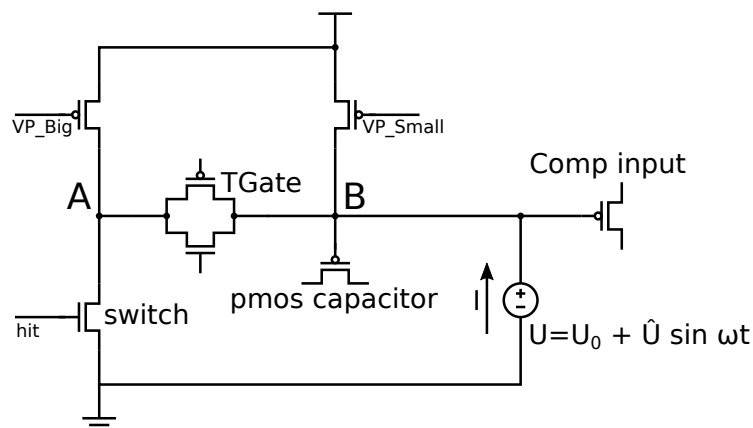 VP_Big
VP_Small
TGate
Comp input
A
B
pmos capacitor
switch
hit
I
+
-
U=U₀ + Û sin ωt